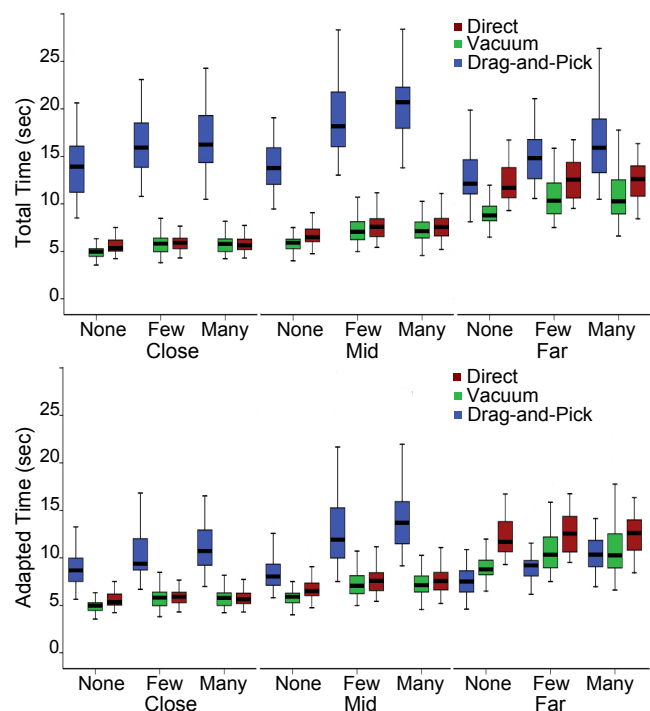 30
25
20
15
10
5
0
Total Time (sec)
Direct
Vacuum
Drag-and-Pick
None Few Many None Few Many None Few Many
Close Mid Far
25
20
15
10
5
0
Adapted Time (sec)
Direct
Vacuum
Drag-and-Pick
None Few Many None Few Many None Few Many
Close Mid Far